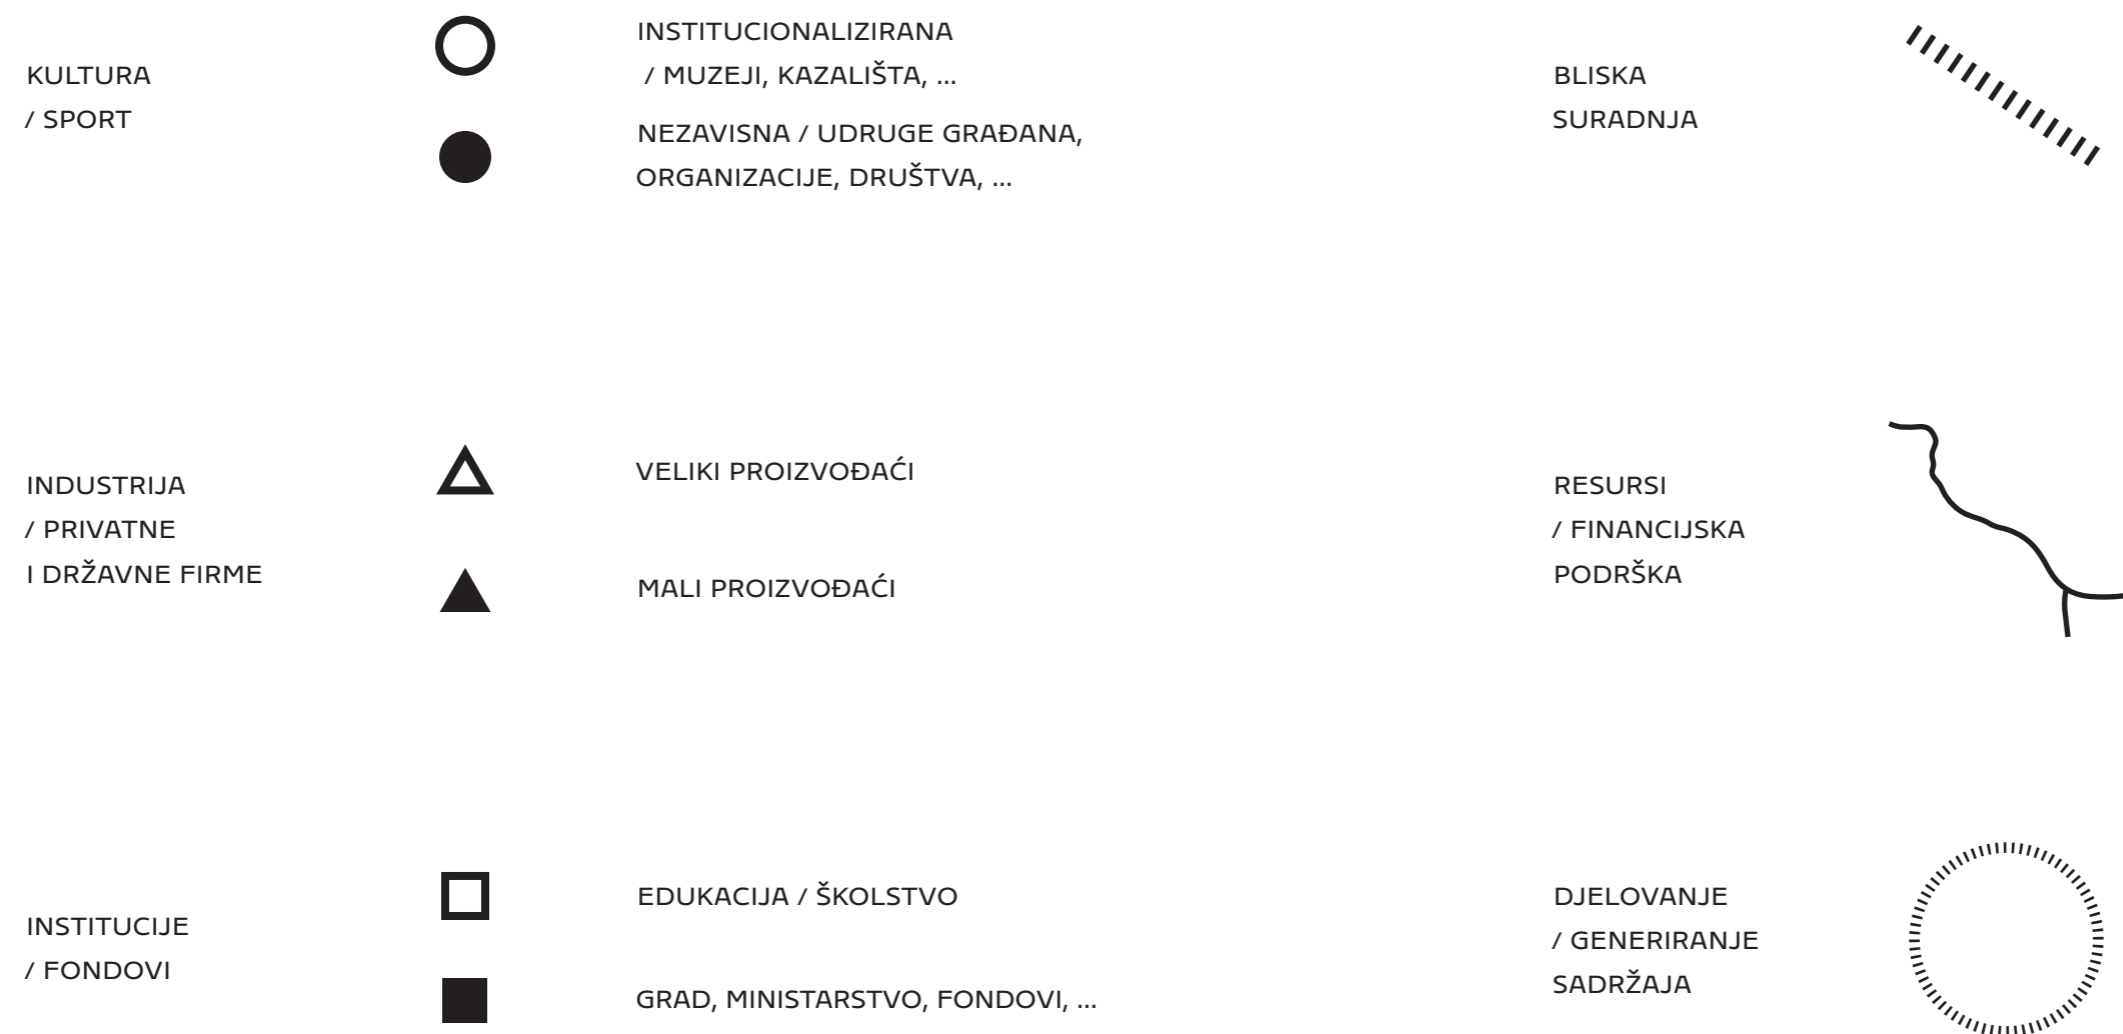 KULTURA
/ SPORT
INSTITUCIONALIZIRANA
/ MUZEJI, KAZALIŠTA, ...
NEZAVISNA / UDRUGE GRAĐANA,
ORGANIZACIJE, DRUŠTVA, ...
BLISKA
SURADNJA
INDUSTRIJA
/ PRIVATNE
I DRŽAVNE FIRME
VELIKI PROIZVOĐAĆI
MALI PROIZVOĐAĆI
RESURSI
/ FINANCIJSKA
PODRŠKA
INSTITUCIJE
/ FONDOVI
EDUKACIJA / ŠKOLSTVO
GRAD, MINISTARSTVO, FONDOVI, ...
DJELOVANJE
/ GENERIRANJE
SADRŽAJA